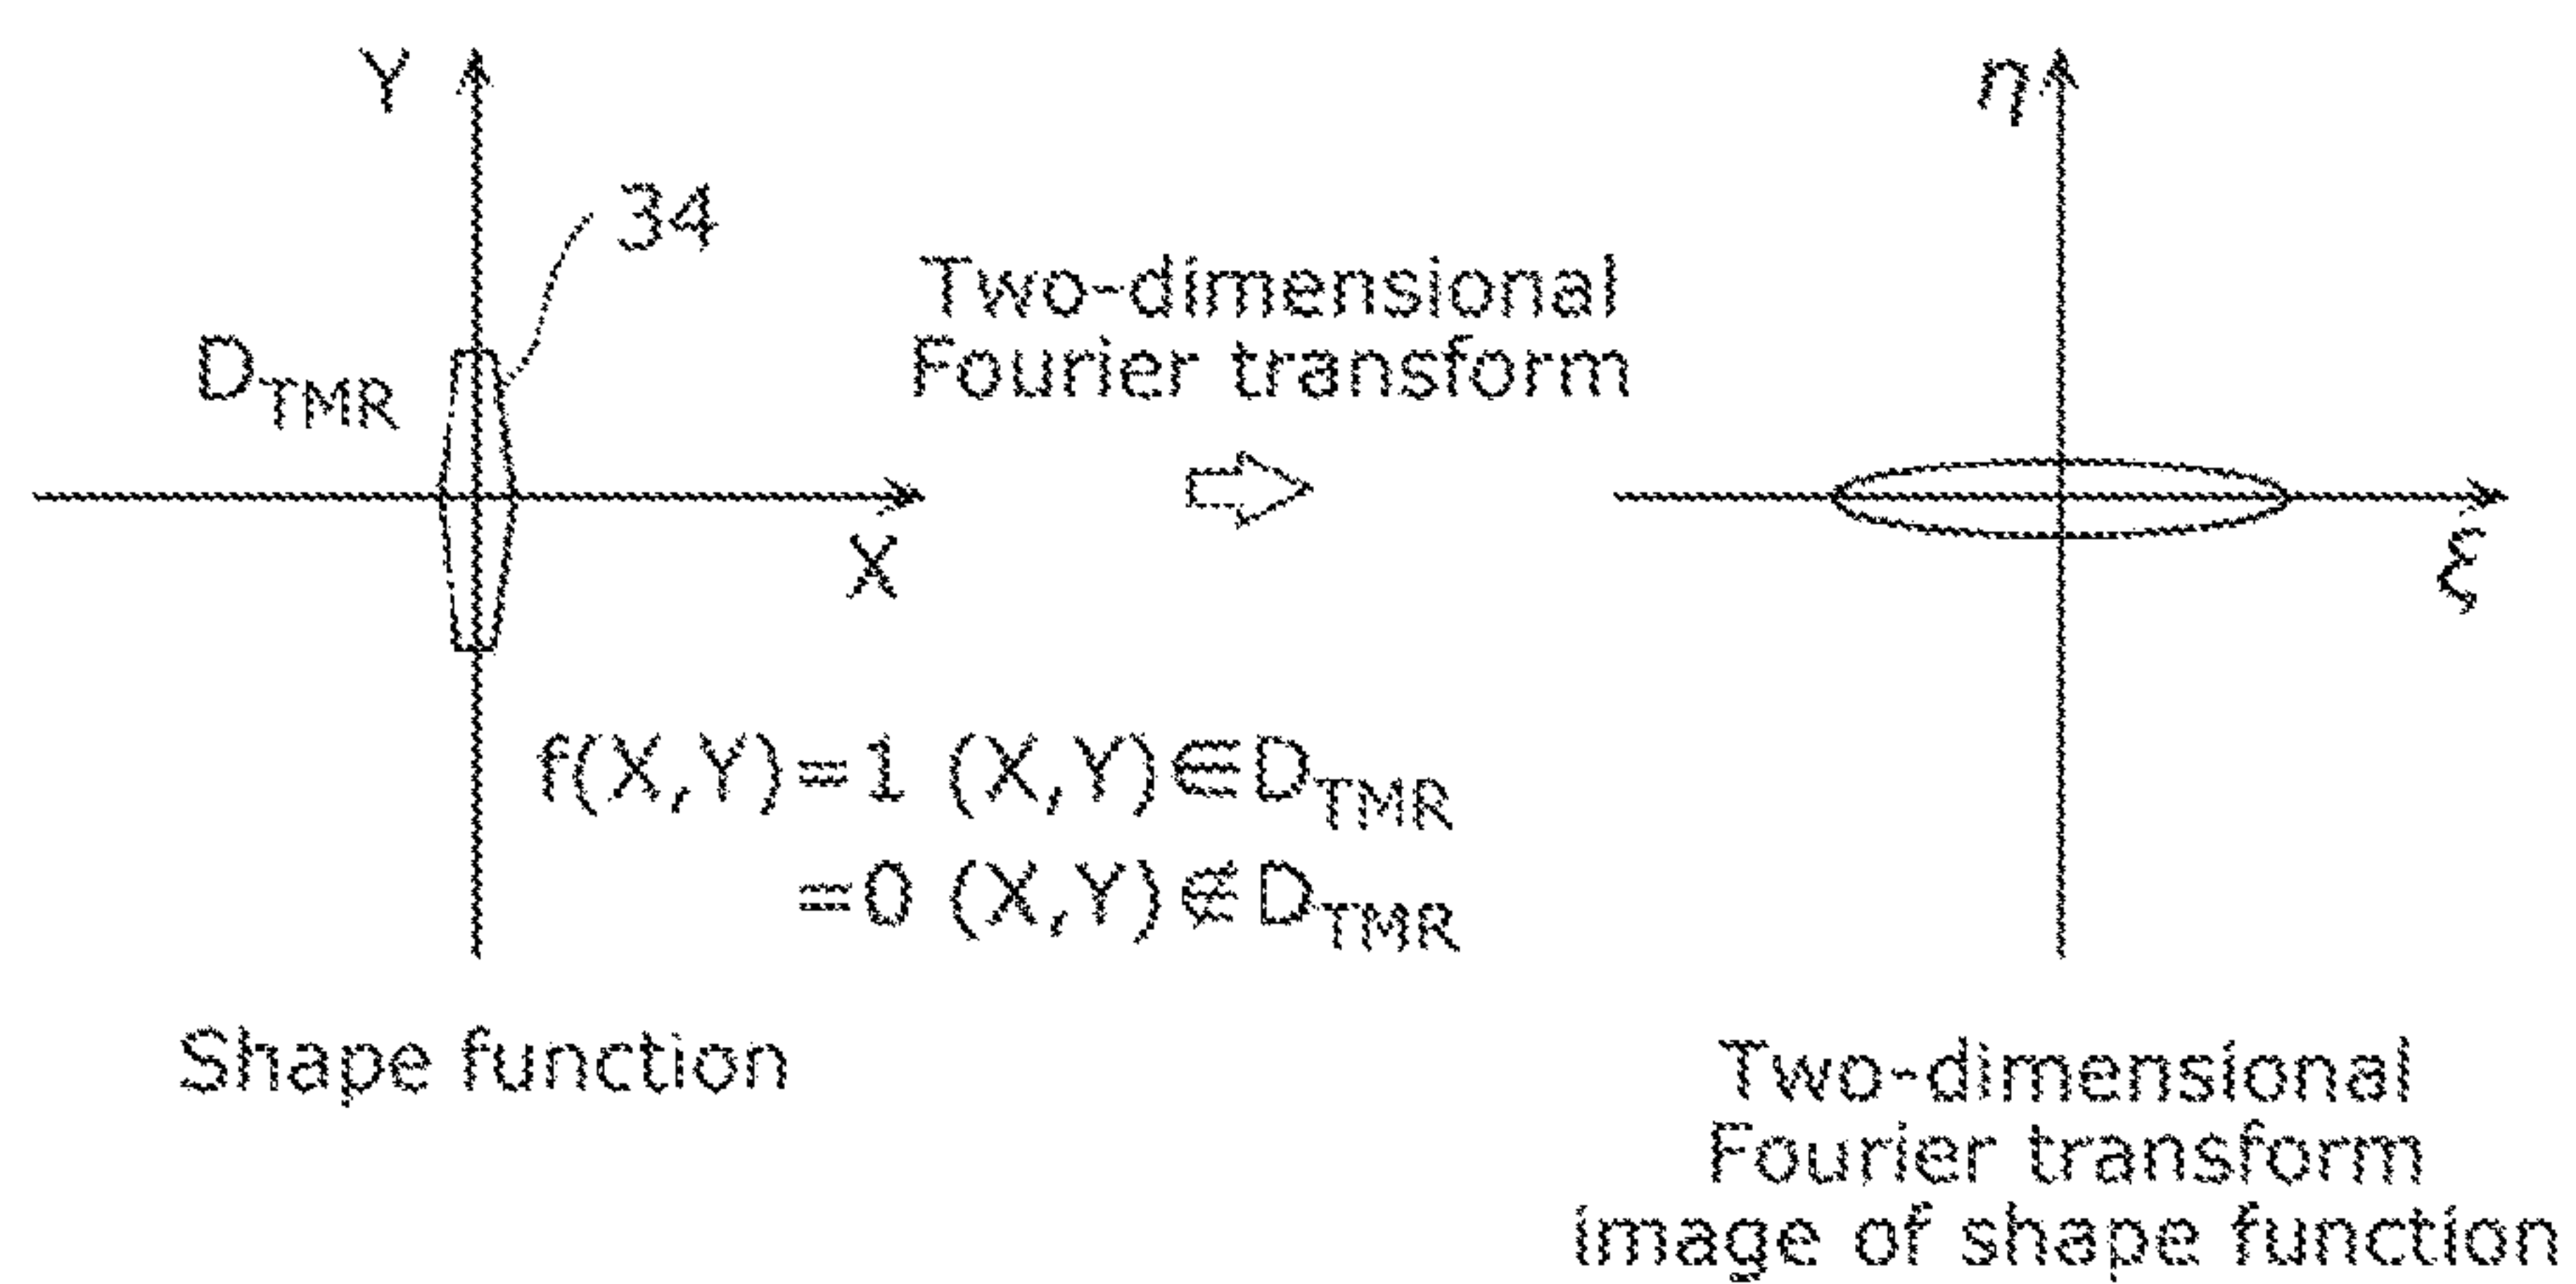 Y
34
D_TMR
X
Two-dimensional
Fourier transform
η
ξ
f(X,Y)=1 (X,Y)∈D_TMR
=0 (X,Y)∉D_TMR
Shape function
Two-dimensional
Fourier transform
image of shape function